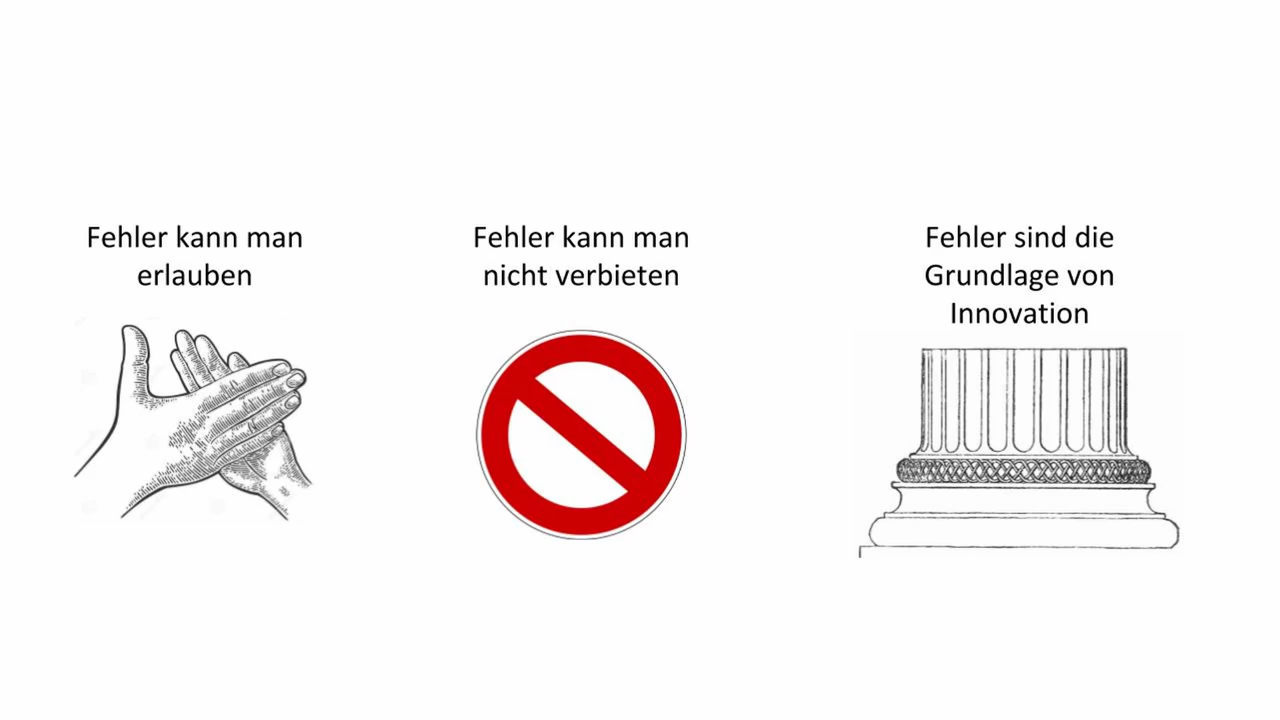 Fehler kann man
erlauben
Fehler kann man
nicht verbieten
Fehler sind die
Grundlage von
Innovation